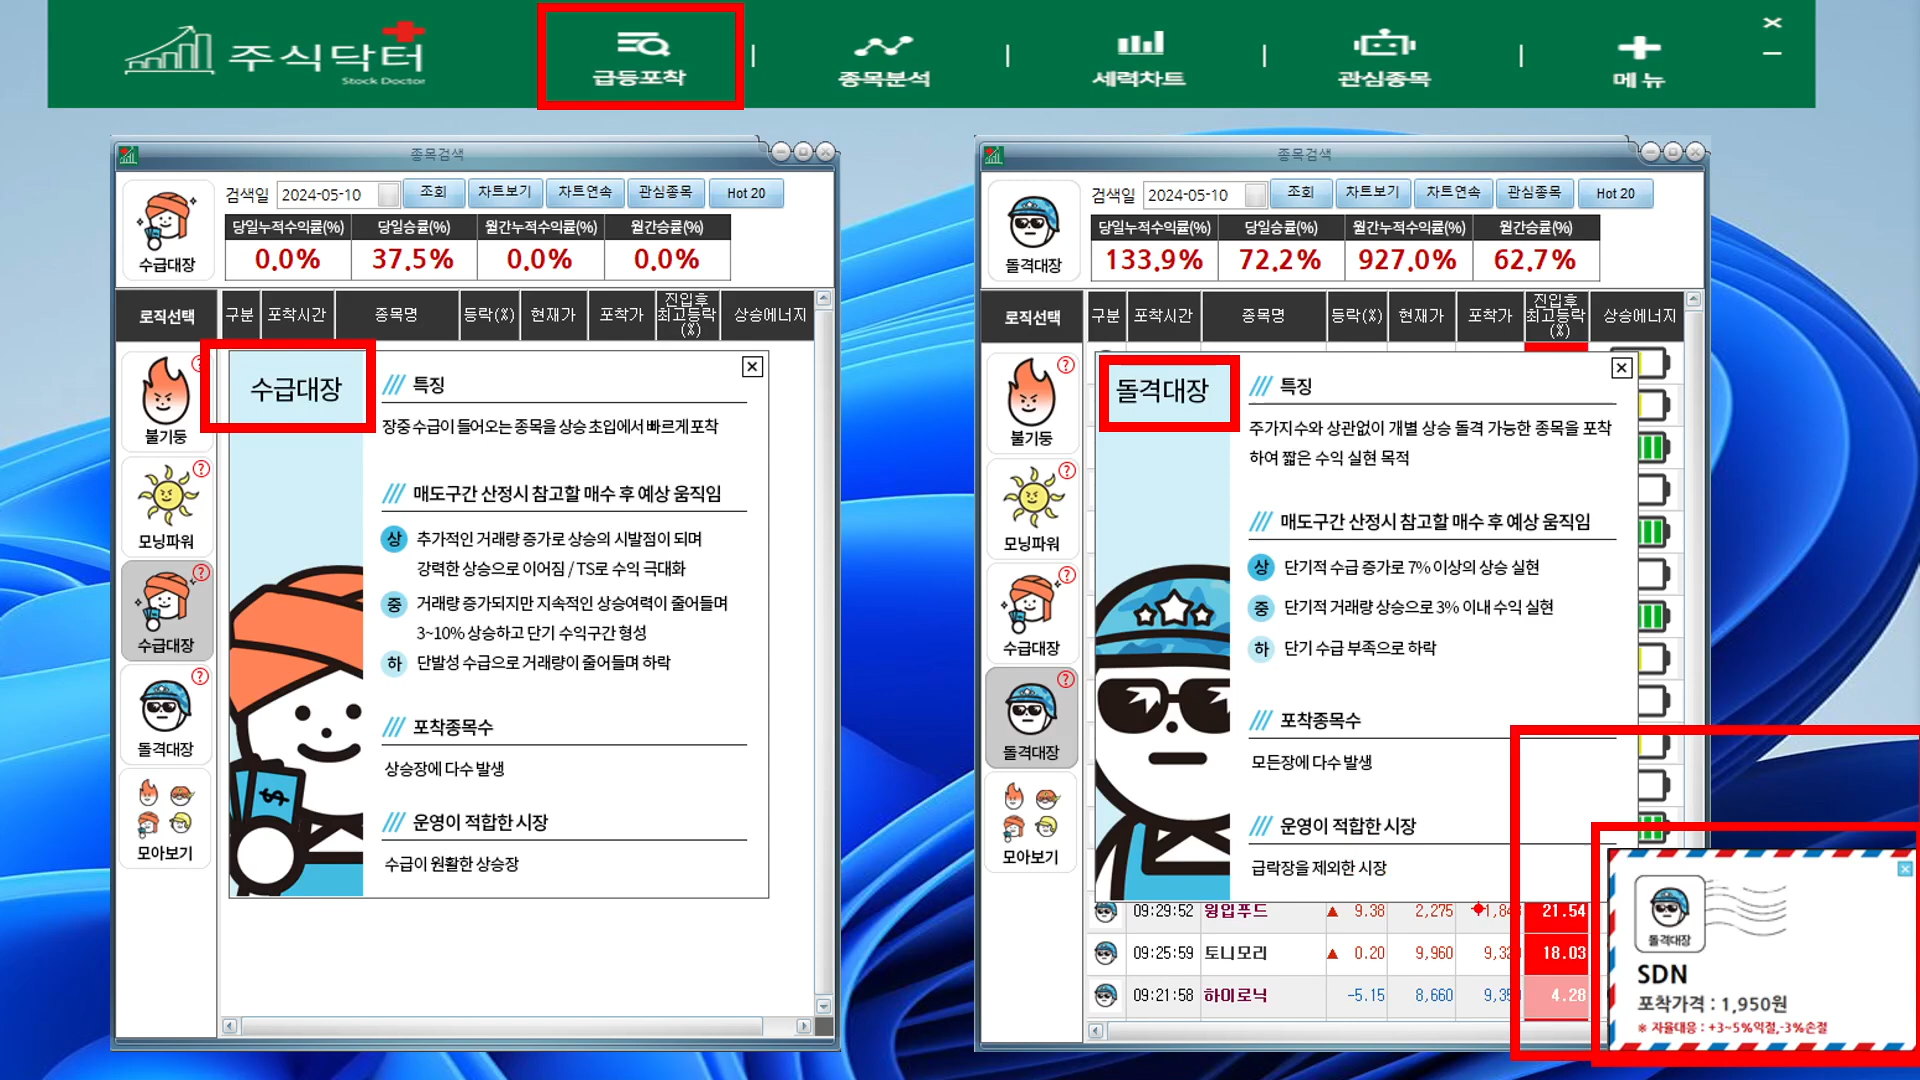 주식닥터
Stock Doctor
급등포착
종목분석
세력차트
관심종목
메뉴
종목검색
수급대장
검색일 2024-05-10 조회 차트보기 차트연속 관심종목 Hot 20
당일누적수익률(%) 당일승률(%) 월간누적수익률(%) 월간승률(%)
0.0% 37.5% 0.0% 0.0%
로직선택 구분 포착시간 종목명 등락(%) 현재가 포착가 진입후 최고등락 (%) 상승에너지
불기둥
모닝파워
수급대장
돌격대장
모아보기
수급대장
/// 특징
장중 수급이 들어오는 종목을 상승 초입에서 빠르게 포착
/// 매도구간 산정시 참고할 매수 후 예상 움직임
상 추가적인 거래량 증가로 상승의 시발점이 되며
강력한 상승으로 이어짐 / TS로 수익 극대화
중 거래량 증가되지만 지속적인 상승여력이 줄어들며
3~10% 상승하고 단기 수익구간 형성
하 단발성 수급으로 거래량이 줄어들며 하락
/// 포착종목수
상승장에 다수 발생
/// 운영이 적합한 시장
수급이 원활한 상승장
종목검색
돌격대장
검색일 2024-05-10 조회 차트보기 차트연속 관심종목 Hot 20
당일누적수익률(%) 당일승률(%) 월간누적수익률(%) 월간승률(%)
133.9% 72.2% 927.0% 62.7%
로직선택 구분 포착시간 종목명 등락(%) 현재가 포착가 진입후 최고등락 (%) 상승에너지
불기둥
모닝파워
수급대장
돌격대장
모아보기
돌격대장
/// 특징
주가지수와 상관없이 개별 상승 돌격 가능한 종목을 포착
하여 짧은 수익 실현 목적
/// 매도구간 산정시 참고할 매수 후 예상 움직임
상 단기적 수급 증가로 7% 이상의 상승 실현
중 단기적 거래량 상승으로 3% 이내 수익 실현
하 단기 수급 부족으로 하락
/// 포착종목수
모든장에 다수 발생
/// 운영이 적합한 시장
급락장을 제외한 시장
09:29:52 윙입푸드 ▲ 9.38 2,275 21.54
09:25:59 토니모리 ▲ 0.20 9,960 18.03
09:21:58 하이로닉 -5.15 8,660 4.28
돌격대장
SDN
포착가격 : 1,950원
※ 자율대응 : +3~5%익절,-3%손절